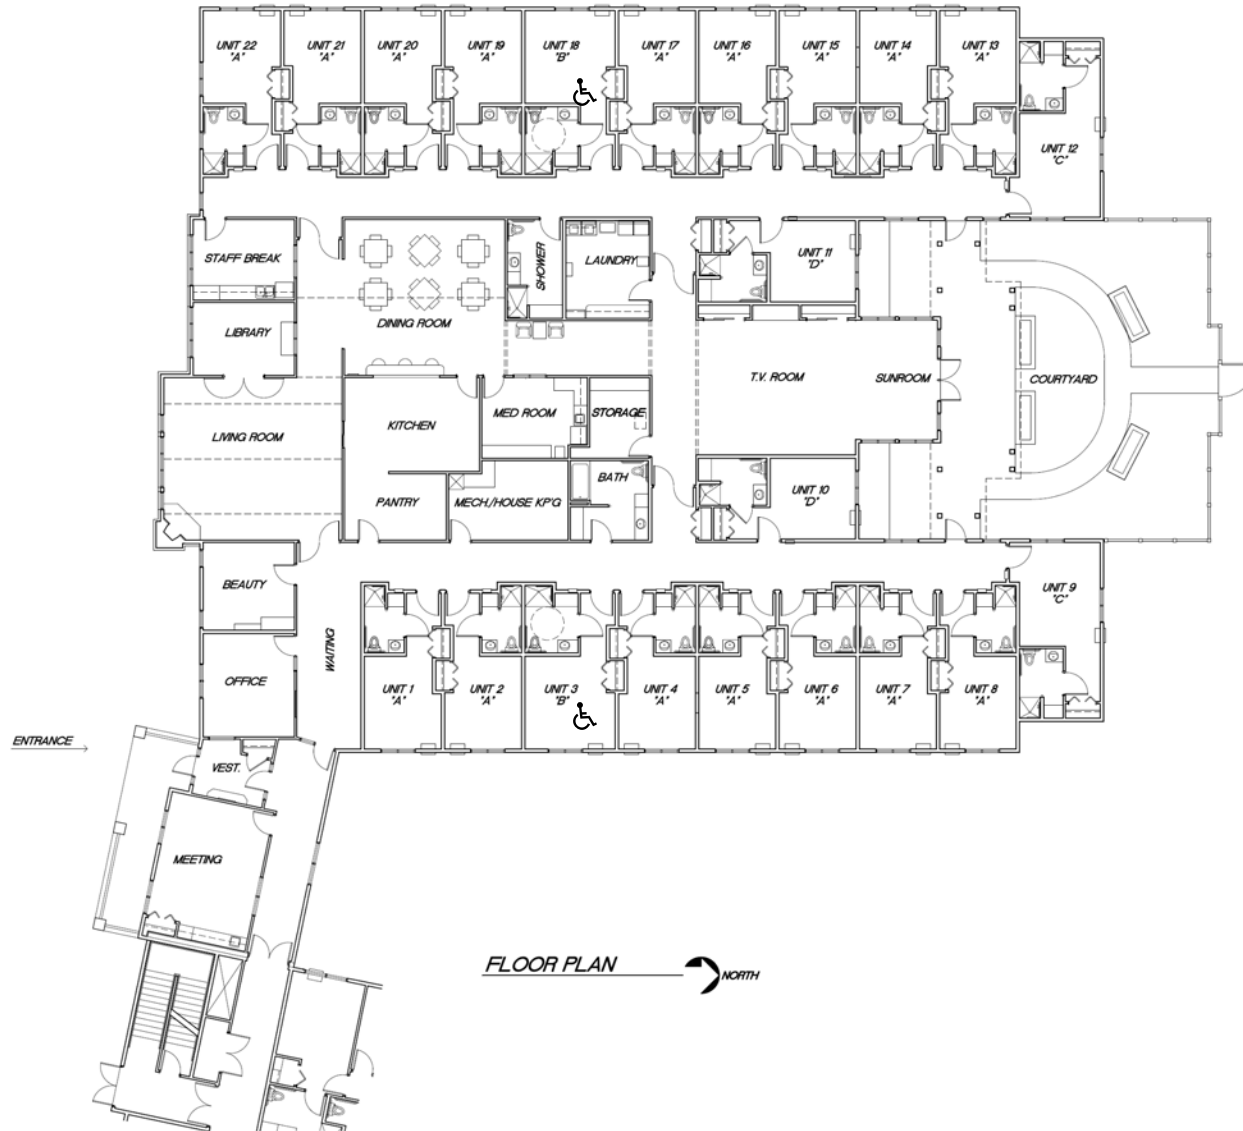 UNIT 22
"A"
UNIT 21
"A"
UNIT 20
"A"
UNIT 19
"A"
UNIT 18
"B"
UNIT 17
"A"
UNIT 16
"A"
UNIT 15
"A"
UNIT 14
"A"
UNIT 13
"A"
UNIT 12
"C"
STAFF BREAK
SHOWER
LAUNDRY
UNIT 11
"D"
LIBRARY
DINING ROOM
T.V. ROOM
SUNROOM
COURTYARD
LIVING ROOM
KITCHEN
MED ROOM
STORAGE
PANTRY
MECH./HOUSE KP'G
BATH
UNIT 10
"D"
BEAUTY
UNIT 9
"C"
WAITING
OFFICE
UNIT 1
"A"
UNIT 2
"A"
UNIT 3
"B"
UNIT 4
"A"
UNIT 5
"A"
UNIT 6
"A"
UNIT 7
"A"
UNIT 8
"A"
ENTRANCE
VEST.
MEETING
FLOOR PLAN
NORTH